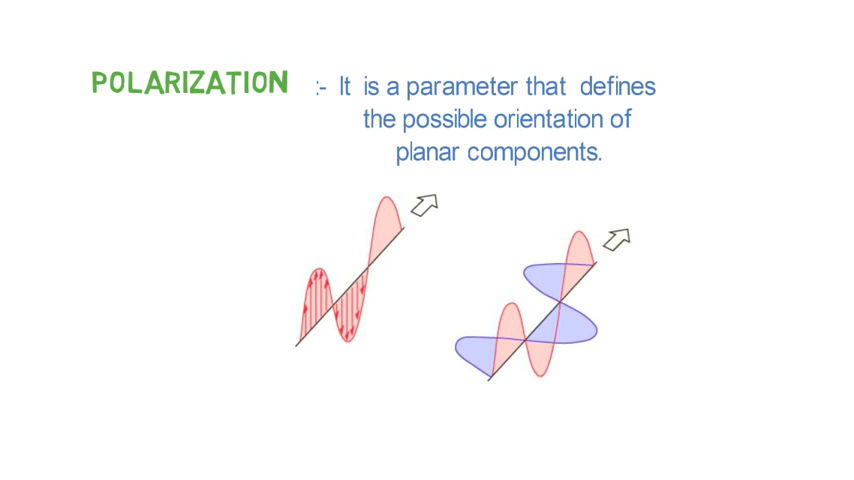 POLARIZATION :- It is a parameter that defines
the possible orientation of
planar components.